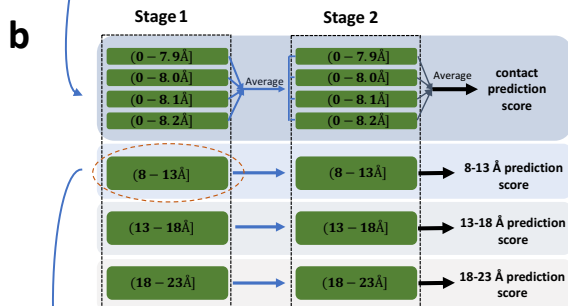 b
Stage 1
Stage 2
(0 − 7.9Å]
(0 − 8.0Å]
(0 − 8.1Å]
(0 − 8.2Å]
Average
(0 − 7.9Å]
(0 − 8.0Å]
(0 − 8.1Å]
(0 − 8.2Å]
Average
contact
prediction
score
(8 − 13Å]
(8 − 13Å]
8-13 Å prediction
score
(13 − 18Å]
(13 − 18Å]
13-18 Å prediction
score
(18 − 23Å]
(18 − 23Å]
18-23 Å prediction
score